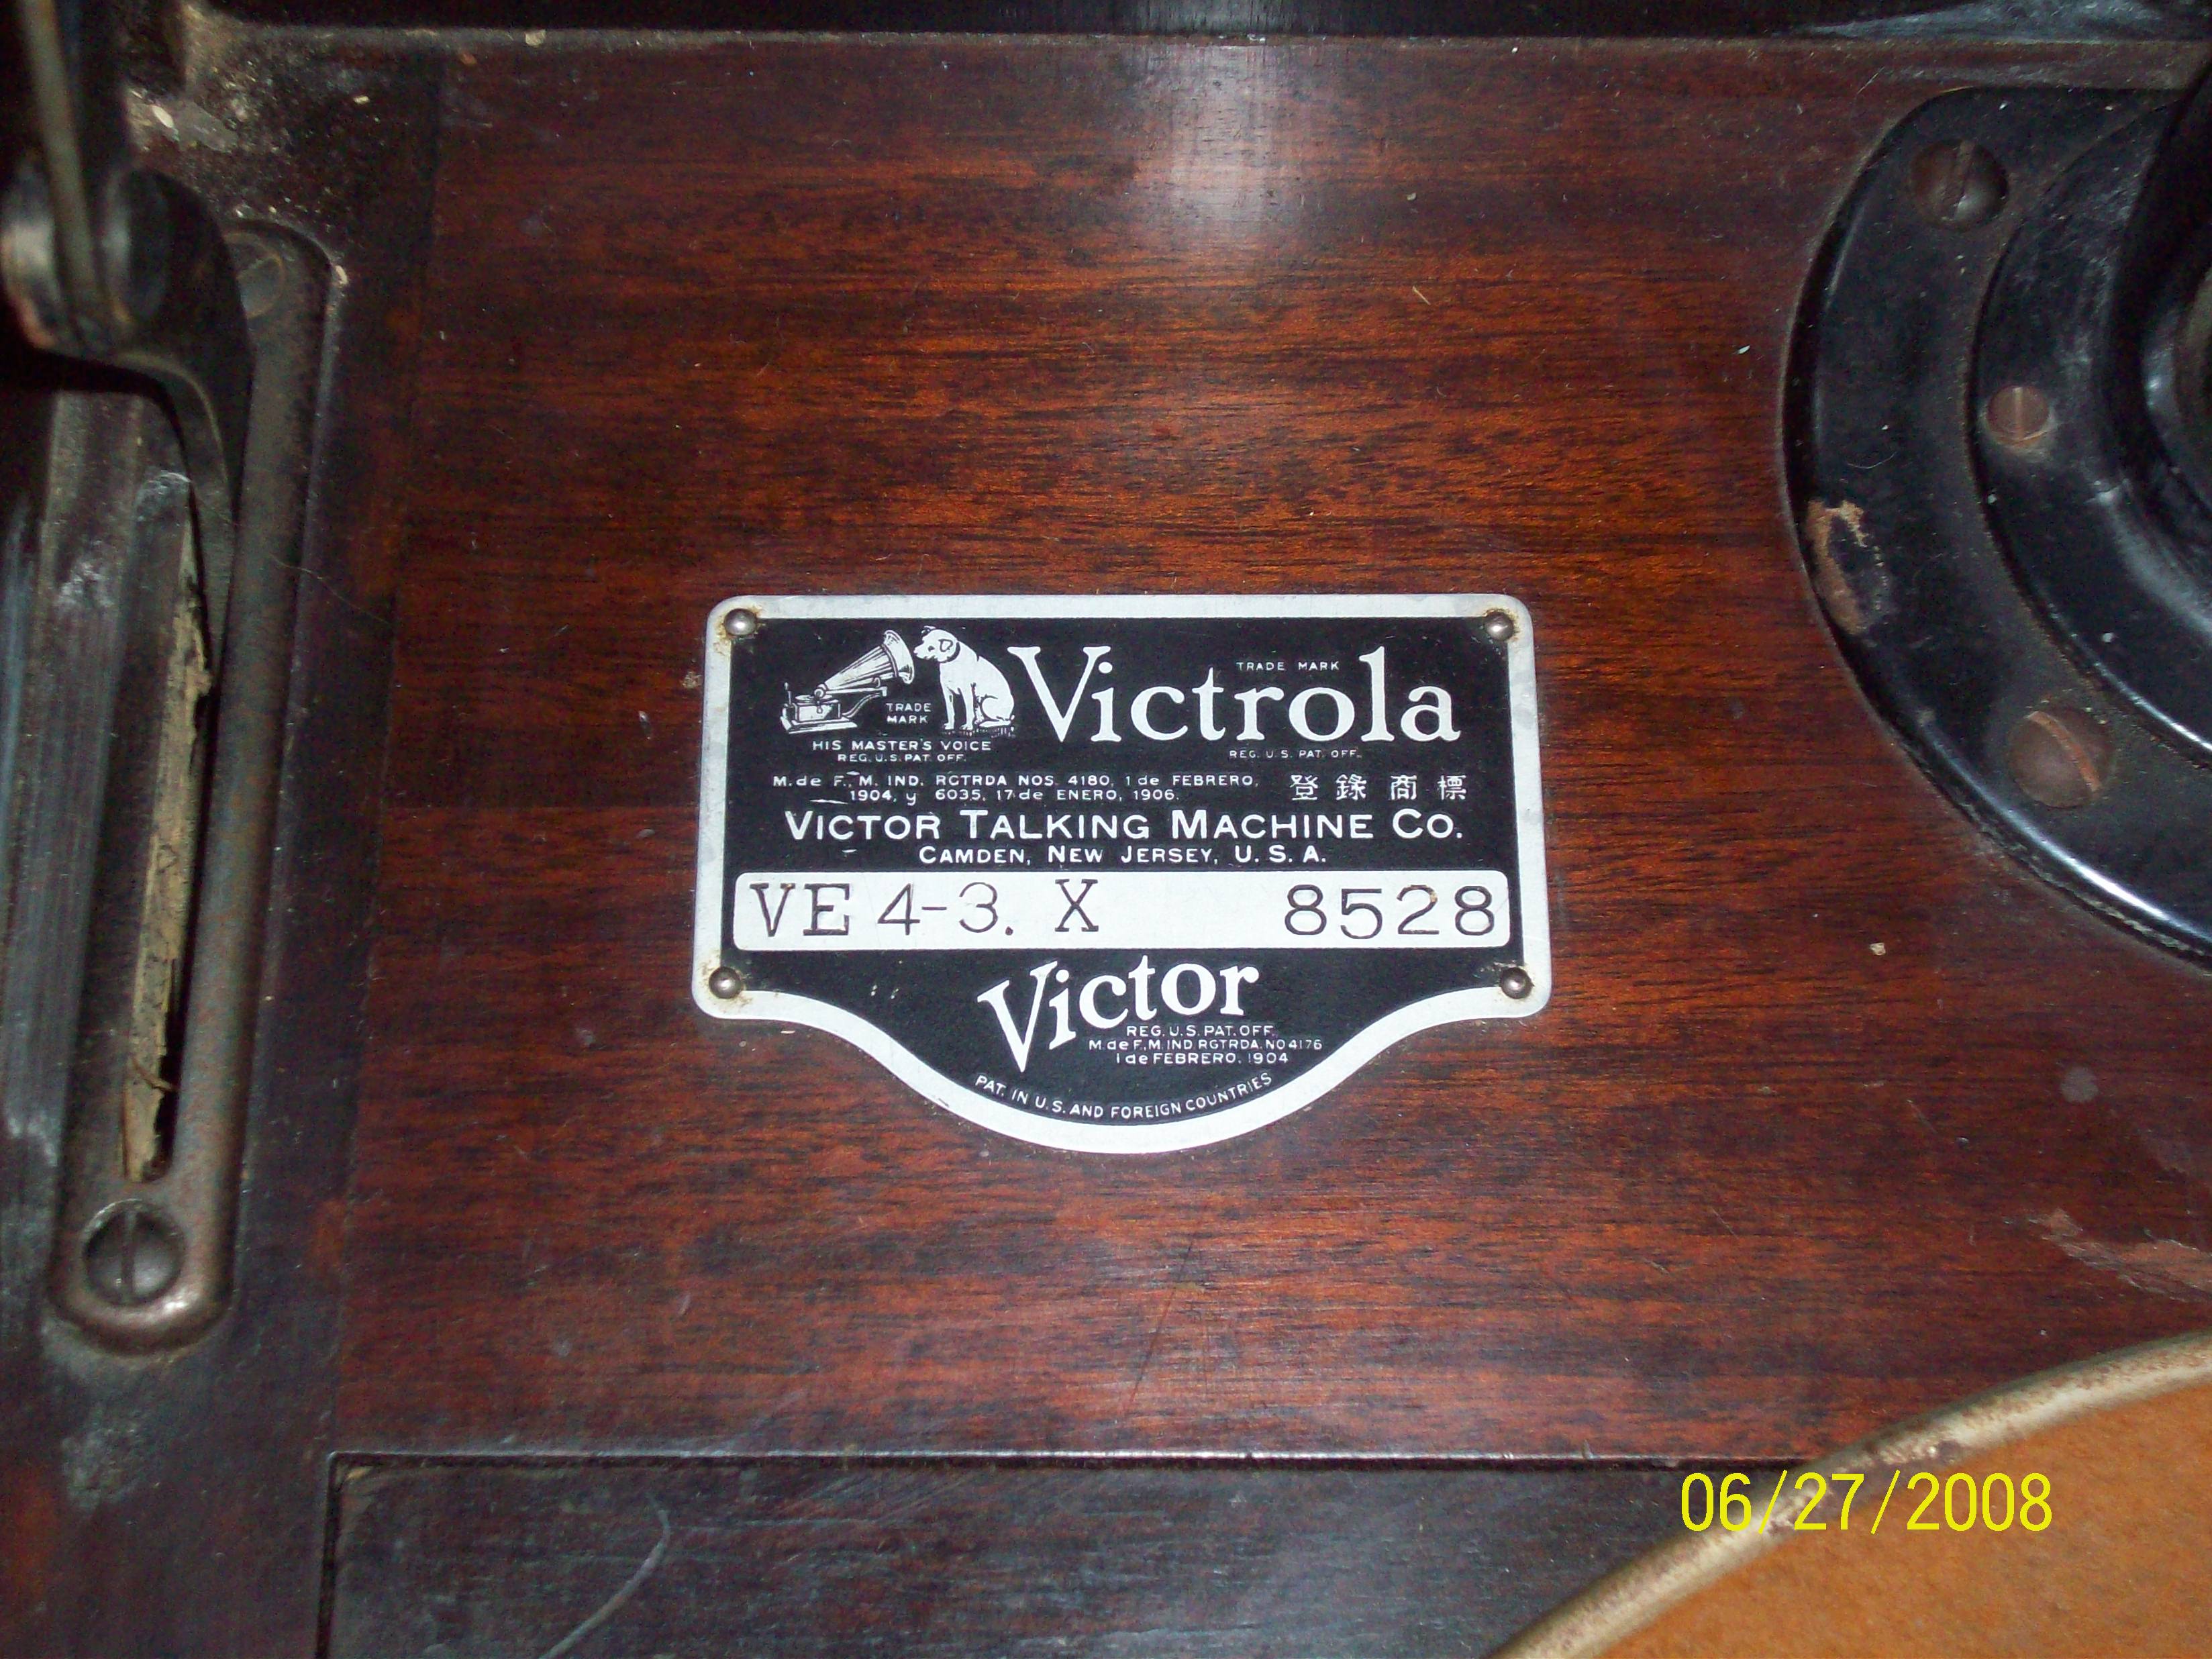 TRADE MARK
Victrola
REG. U.S. PAT. OFF.
TRADE
MARK
HIS MASTER'S VOICE
REG. U.S. PAT. OFF.
M. de F., M. IND. RGTRDA NOS. 4180, 1 de FEBRERO,
1904, y 6035, 17 de ENERO, 1906.
登錄商標
VICTOR TALKING MACHINE CO.
CAMDEN, NEW JERSEY, U. S. A.
VE 4-3. X 8528
Victor
REG. U.S. PAT. OFF.
M. de F., M. IND. RGTRDA. NO 4176
1 de FEBRERO. 1904
PAT. IN U.S. AND FOREIGN COUNTRIES
06/27/2008